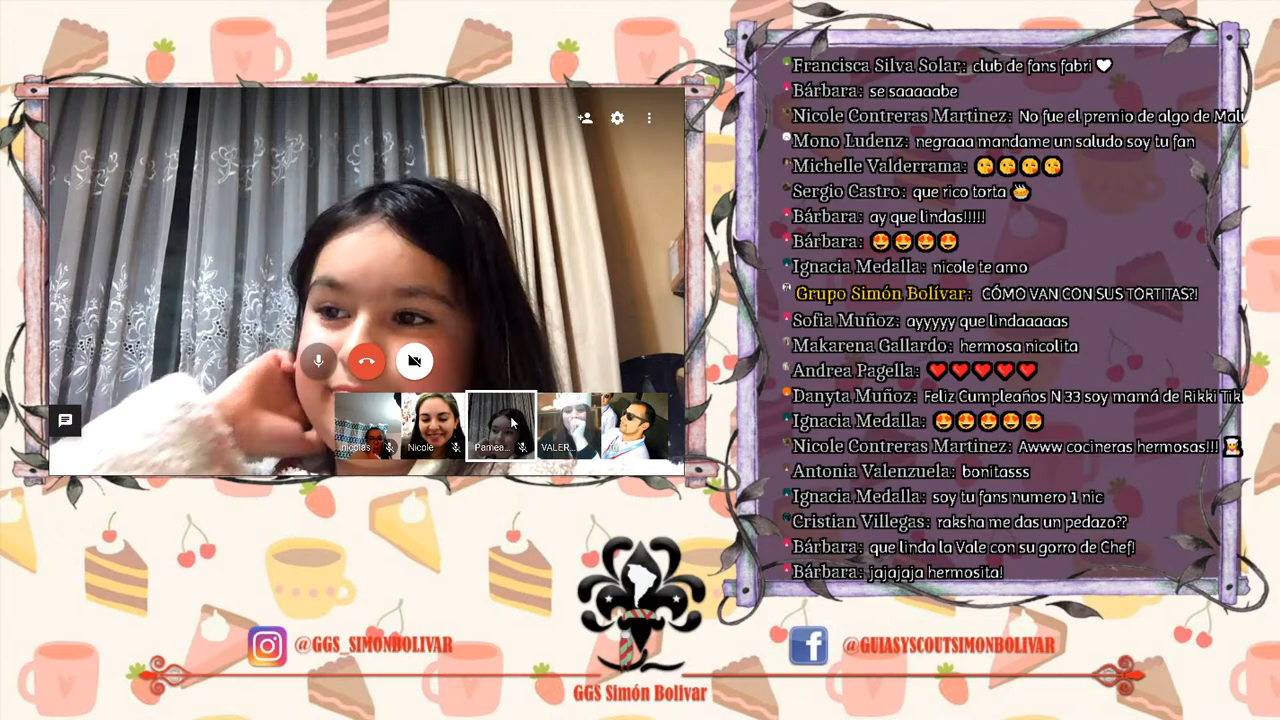 Francisca Silva Solar: club de fans fabri 🤍
Bárbara: se saaaaabe
Nicole Contreras Martinez: No fue el premio de algo de Malu
Mono Ludenz: negraaa mandame un saludo soy tu fan
Michelle Valderrama: 😘😘😘😘
Sergio Castro: que rico torta 🎂
Bárbara: ay que lindas!!!!!
Bárbara: 😍😍😍😍
Ignacia Medalla: nicole te amo
Grupo Simón Bolívar: CÓMO VAN CON SUS TORTITAS?!
Sofia Muñoz: ayyyyy que lindaaaaas
Makarena Gallardo: hermosa nicolita
Andrea Pagella: ❤️❤️❤️❤️❤️
Danyta Muñoz: Feliz Cumpleaños N 33 soy mamá de Rikki Tik
Ignacia Medalla: 😍😍😍😍😍
Nicole Contreras Martinez: Awww cocineras hermosas!!!
Antonia Valenzuela: bonitasss
Ignacia Medalla: soy tu fans numero 1 nic
Cristian Villegas: raksha me das un pedazo??
Bárbara: que linda la Vale con su gorro de Chef!
Bárbara: jajajaja hermosita!
nicolas
Nicole
Pamea...
VALER...
@GGS_SIMONBOLIVAR
@GUIASYSCOUTSIMONBOLIVAR
GGS Simón Bolivar